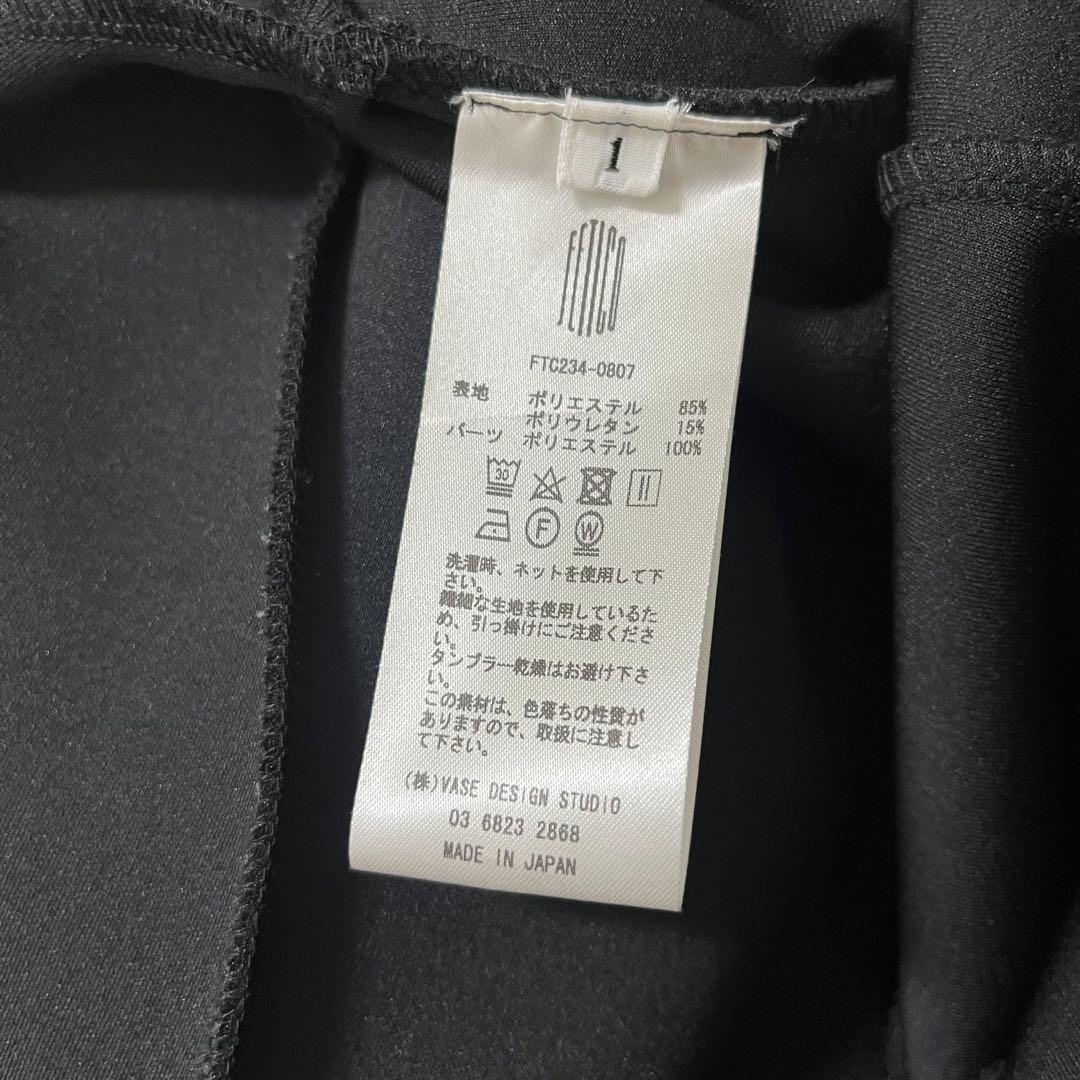 1
FETICO
FTC234-0807
表地 ポリエステル 85%
ポリウレタン 15%
パーツ ポリエステル 100%
30
F W
洗濯時、ネットを使用して下
さい。
繊細な生地を使用しているた
め、引っ掛けにご注意くださ
い。
タンブラー乾燥はお避け下さ
い。
この素材は、色落ちの性質が
ありますので、取扱に注意し
て下さい。
(株)VASE DESIGN STUDIO
03 6823 2868
MADE IN JAPAN